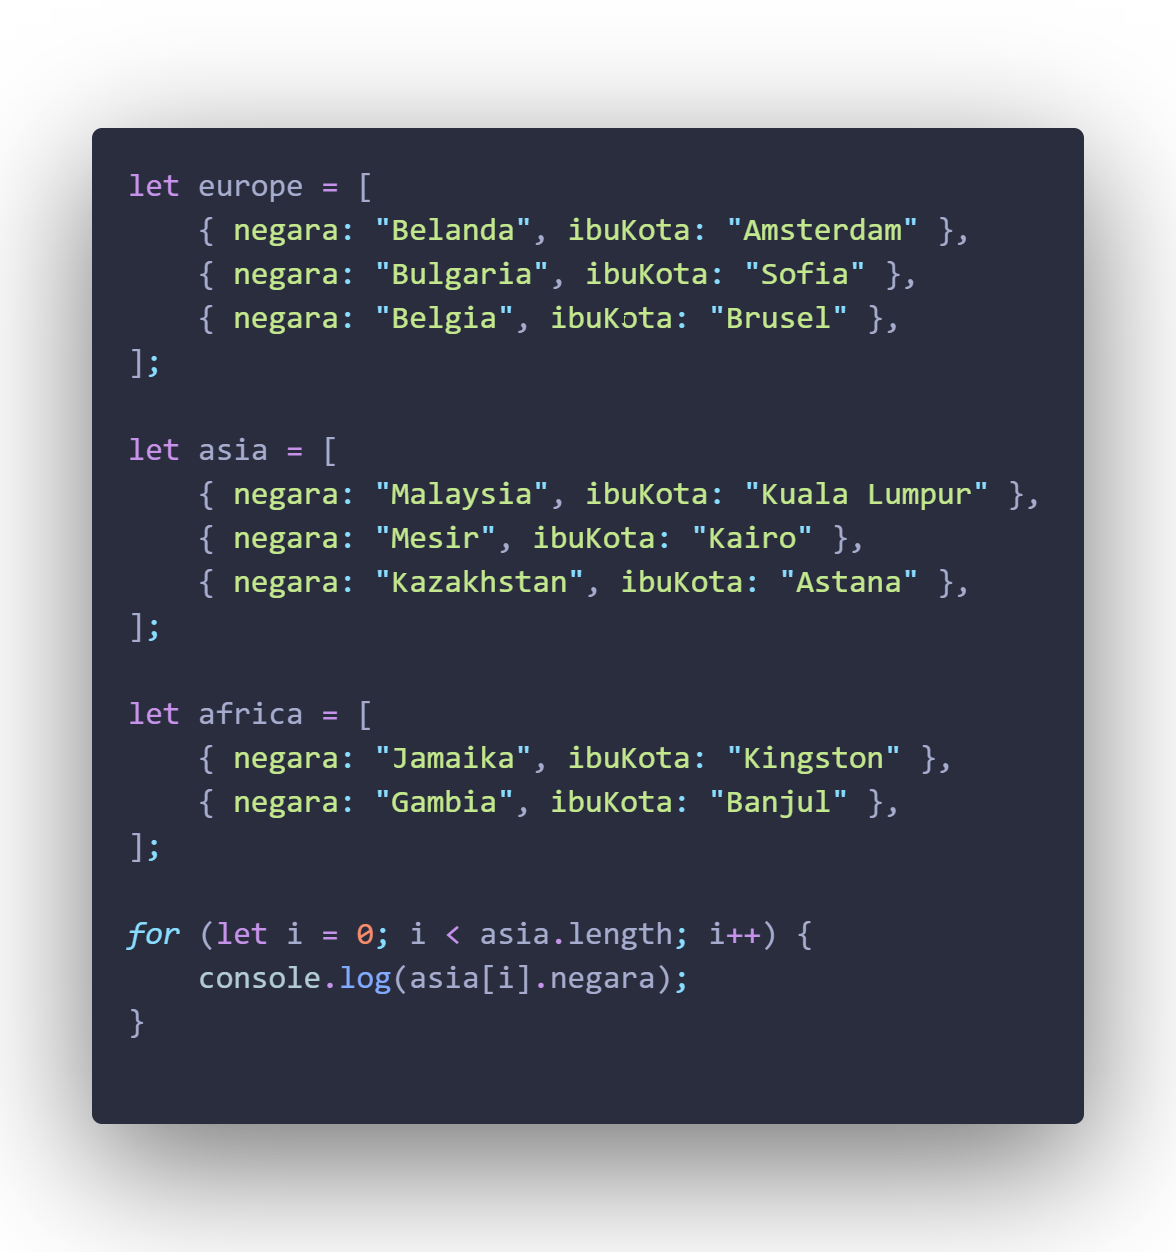 let europe = [
    { negara: "Belanda", ibuKota: "Amsterdam" },
    { negara: "Bulgaria", ibuKota: "Sofia" },
    { negara: "Belgia", ibuKota: "Brusel" },
];

let asia = [
    { negara: "Malaysia", ibuKota: "Kuala Lumpur" },
    { negara: "Mesir", ibuKota: "Kairo" },
    { negara: "Kazakhstan", ibuKota: "Astana" },
];

let africa = [
    { negara: "Jamaika", ibuKota: "Kingston" },
    { negara: "Gambia", ibuKota: "Banjul" },
];

for (let i = 0; i < asia.length; i++) {
    console.log(asia[i].negara);
}